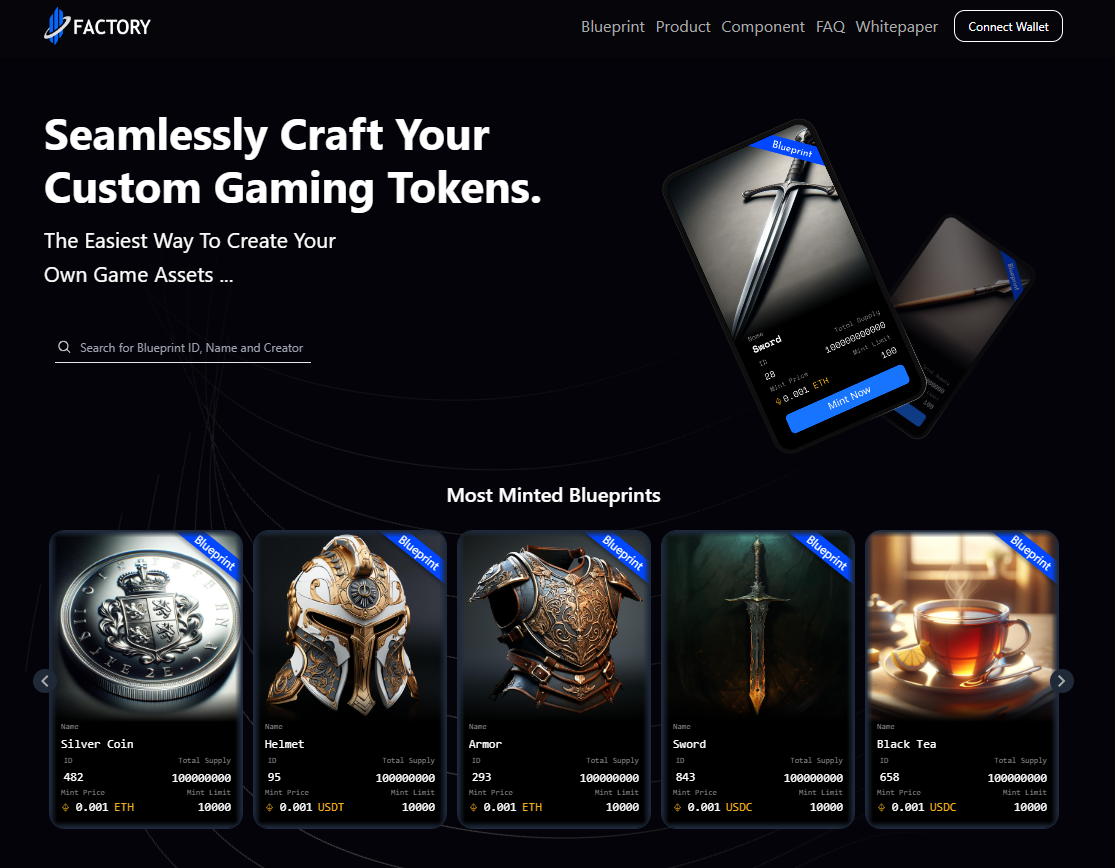 FACTORY
Blueprint Product Component FAQ Whitepaper Connect Wallet
Seamlessly Craft Your
Custom Gaming Tokens.
The Easiest Way To Create Your
Own Game Assets ...
Search for Blueprint ID, Name and Creator
Blueprint
Name
Sword
Total Supply
100000000000
ID
28
Mint Limit
100
Mint Price
0.001 ETH
Mint Now
Blueprint
100
Most Minted Blueprints
Blueprint
Name
Silver Coin
ID Total Supply
482 100000000
Mint Price Mint Limit
0.001 ETH 10000
Blueprint
Name
Helmet
ID Total Supply
95 100000000
Mint Price Mint Limit
0.001 USDT 10000
Blueprint
Name
Armor
ID Total Supply
293 100000000
Mint Price Mint Limit
0.001 ETH 10000
Blueprint
Name
Sword
ID Total Supply
843 100000000
Mint Price Mint Limit
0.001 USDC 10000
Blueprint
Name
Black Tea
ID Total Supply
658 100000000
Mint Price Mint Limit
0.001 USDC 10000